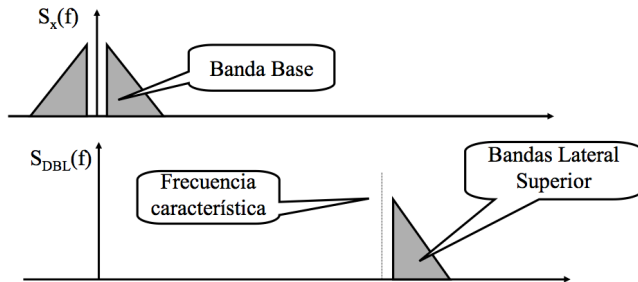 Sx(f)
Banda Base
SDBL(f)
Frecuencia
característica
Bandas Lateral
Superior